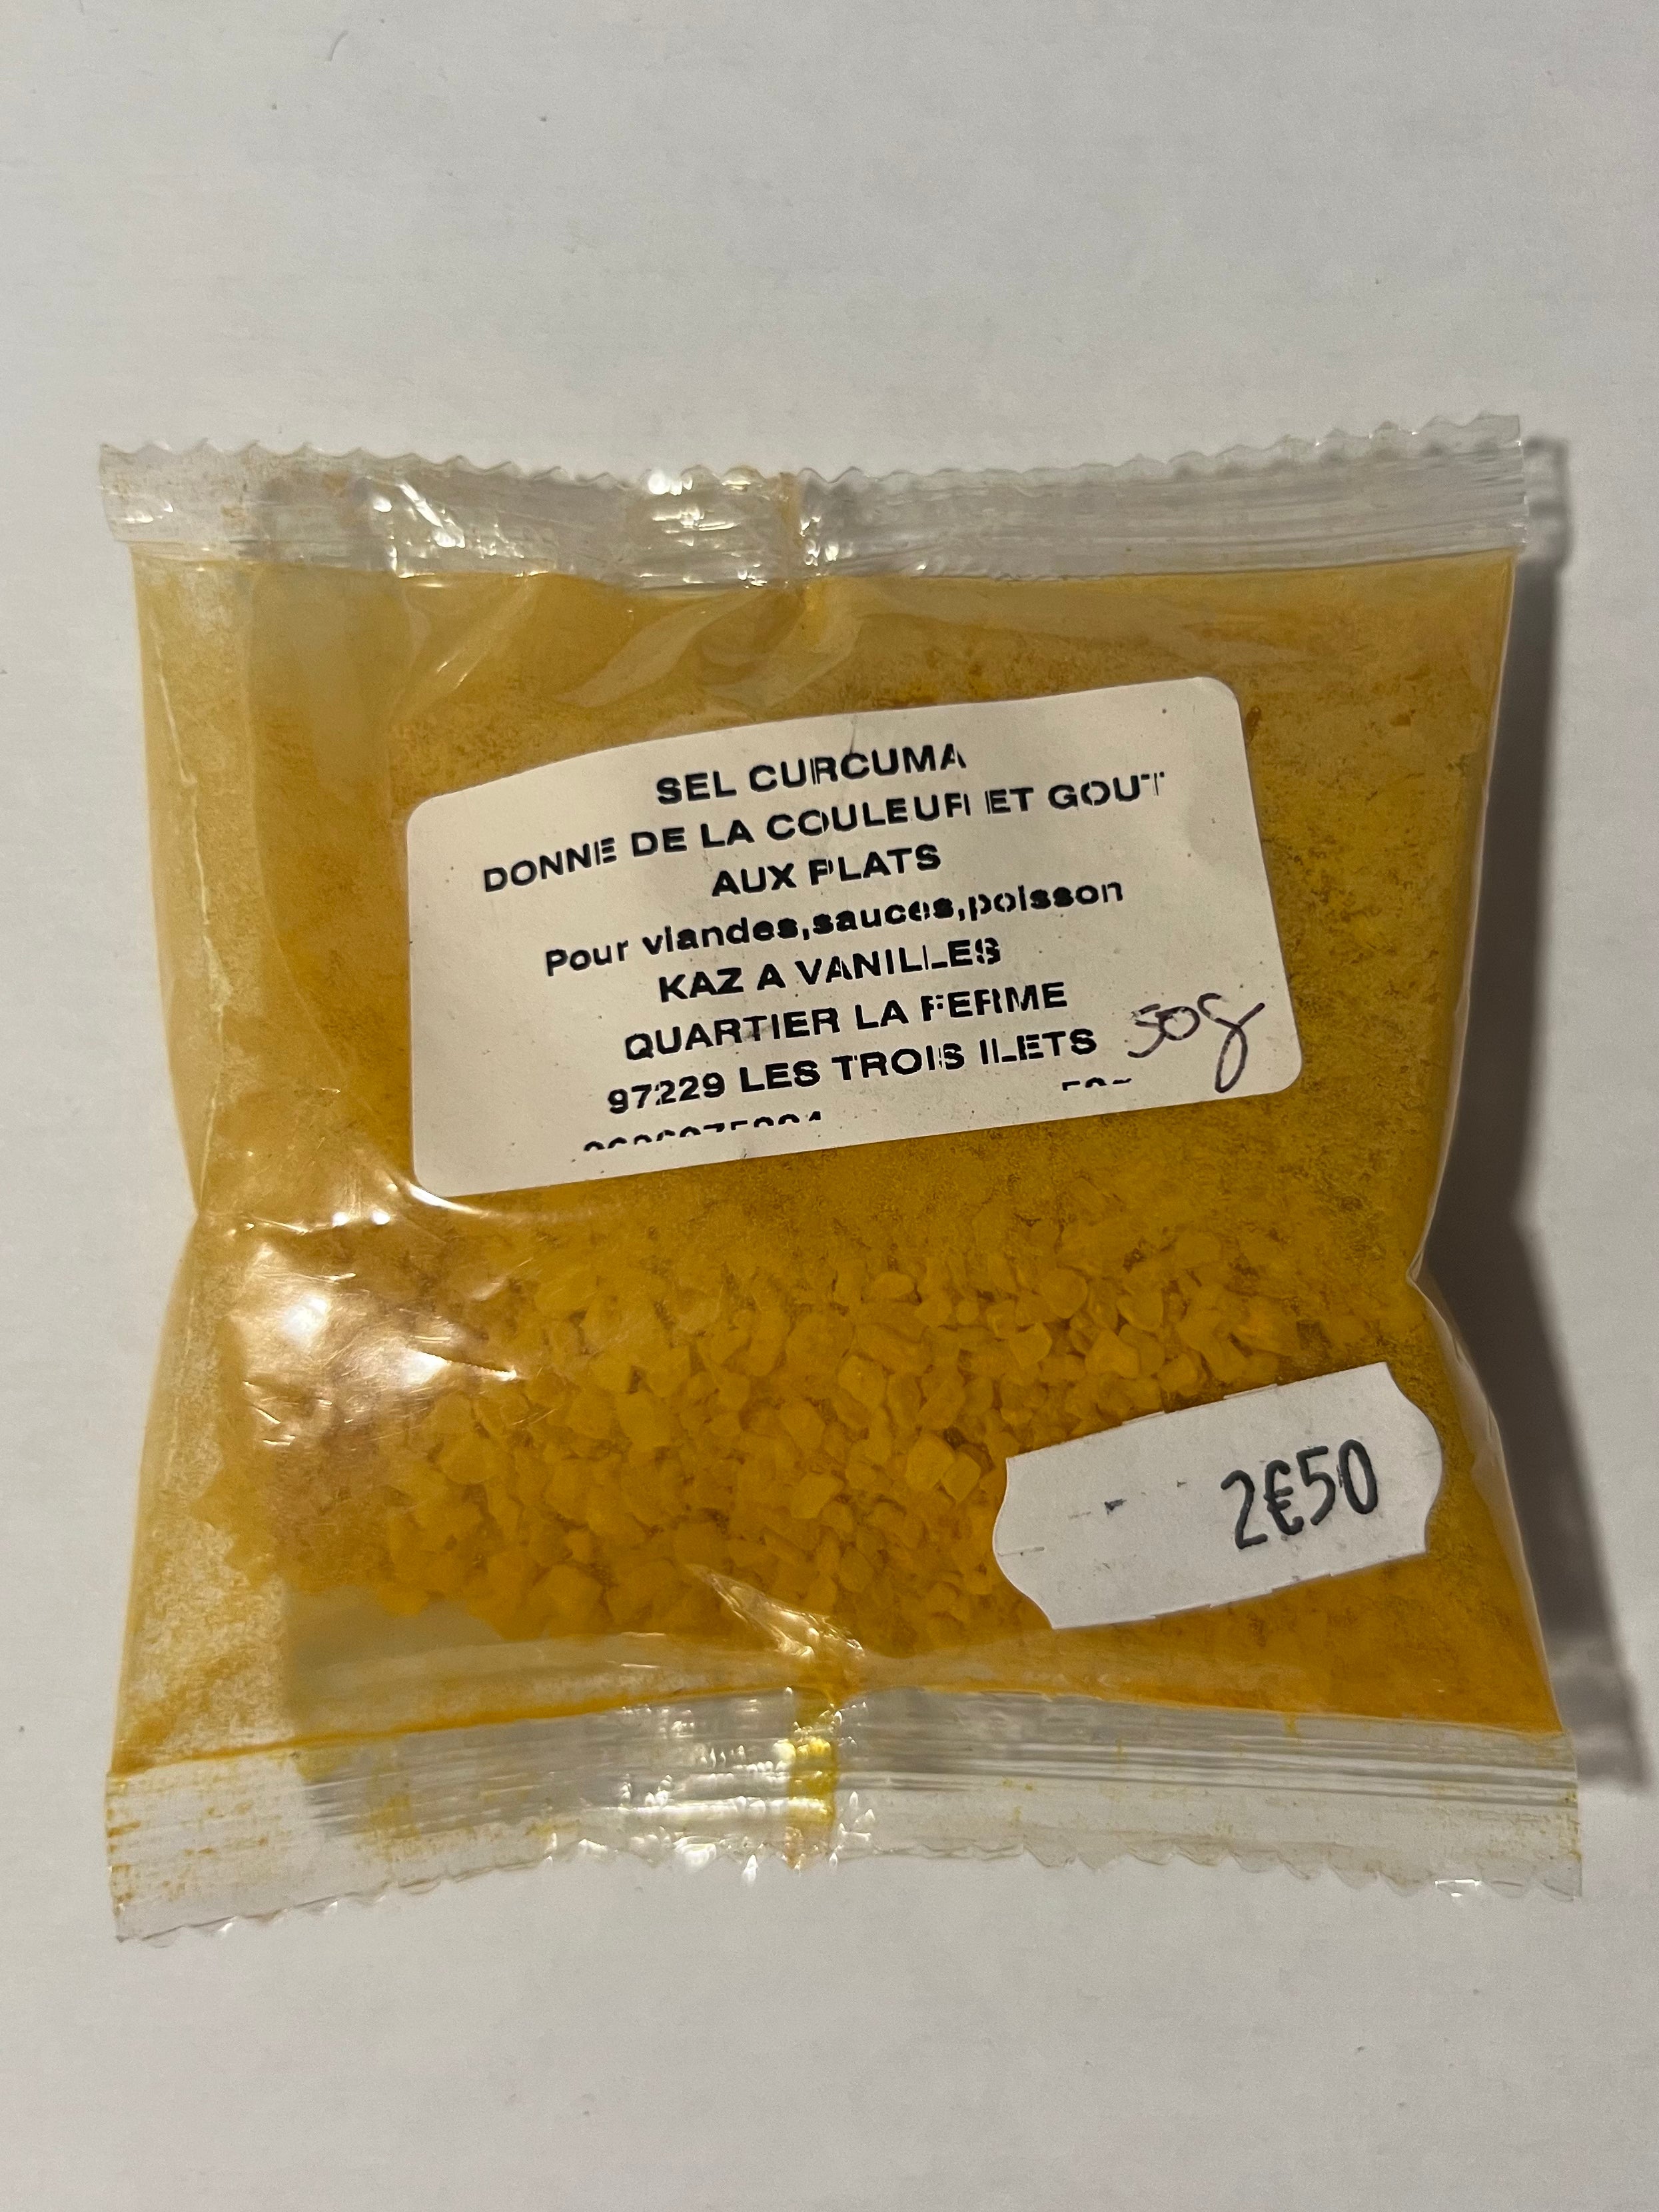 SEL CURCUMA
DONNE DE LA COULEUR ET GOUT
AUX PLATS
Pour viandes,sauces,poisson
KAZ A VANILLES
QUARTIER LA FERME
97229 LES TROIS ILETS
50g
2€50